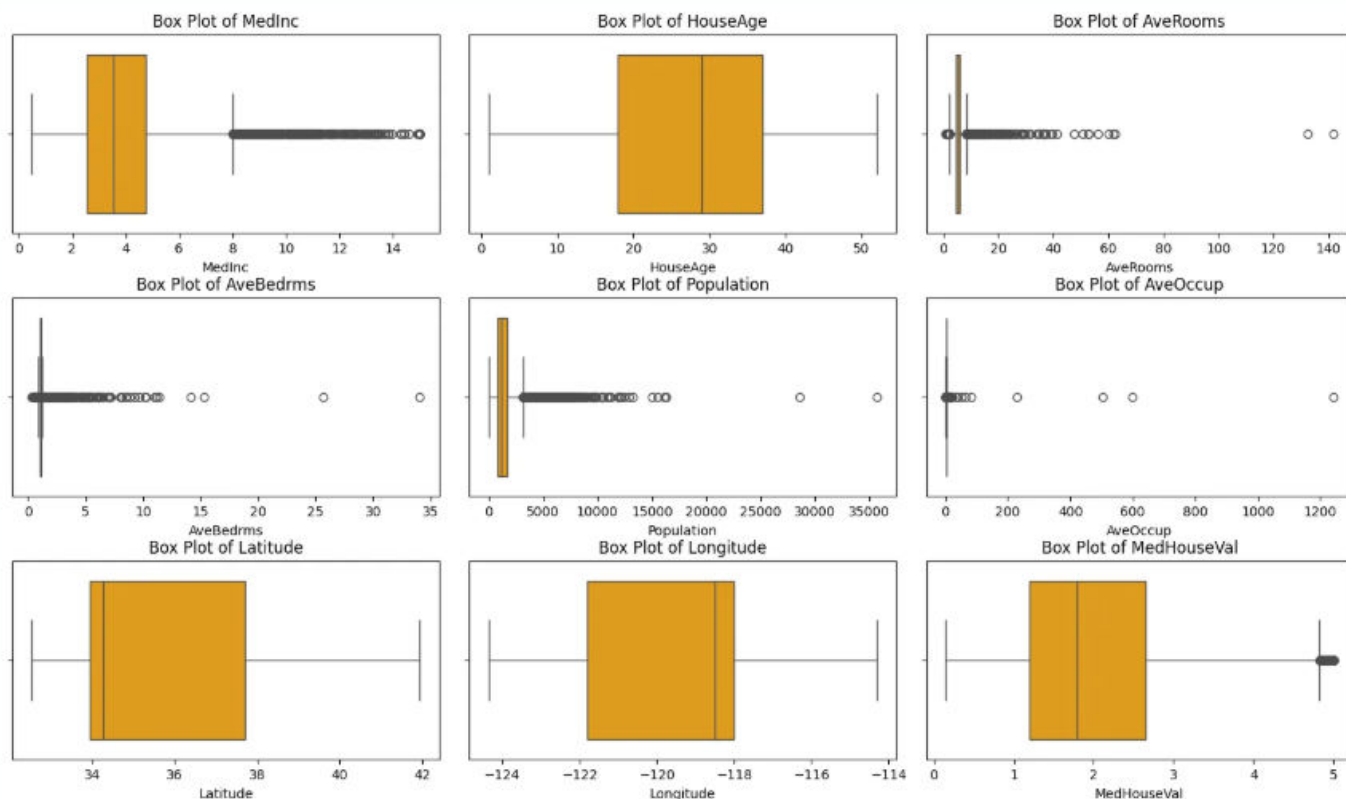 Box Plot of MedInc
0 2 4 6 8 10 12 14
MedInc
Box Plot of HouseAge
0 10 20 30 40 50
HouseAge
Box Plot of AveRooms
0 20 40 60 80 100 120 140
AveRooms
Box Plot of AveBedrms
0 5 10 15 20 25 30 35
AveBedrms
Box Plot of Population
0 5000 10000 15000 20000 25000 30000 35000
Population
Box Plot of AveOccup
0 200 400 600 800 1000 1200
AveOccup
Box Plot of Latitude
34 36 38 40 42
Latitude
Box Plot of Longitude
−124 −122 −120 −118 −116 −114
Longitude
Box Plot of MedHouseVal
0 1 2 3 4 5
MedHouseVal